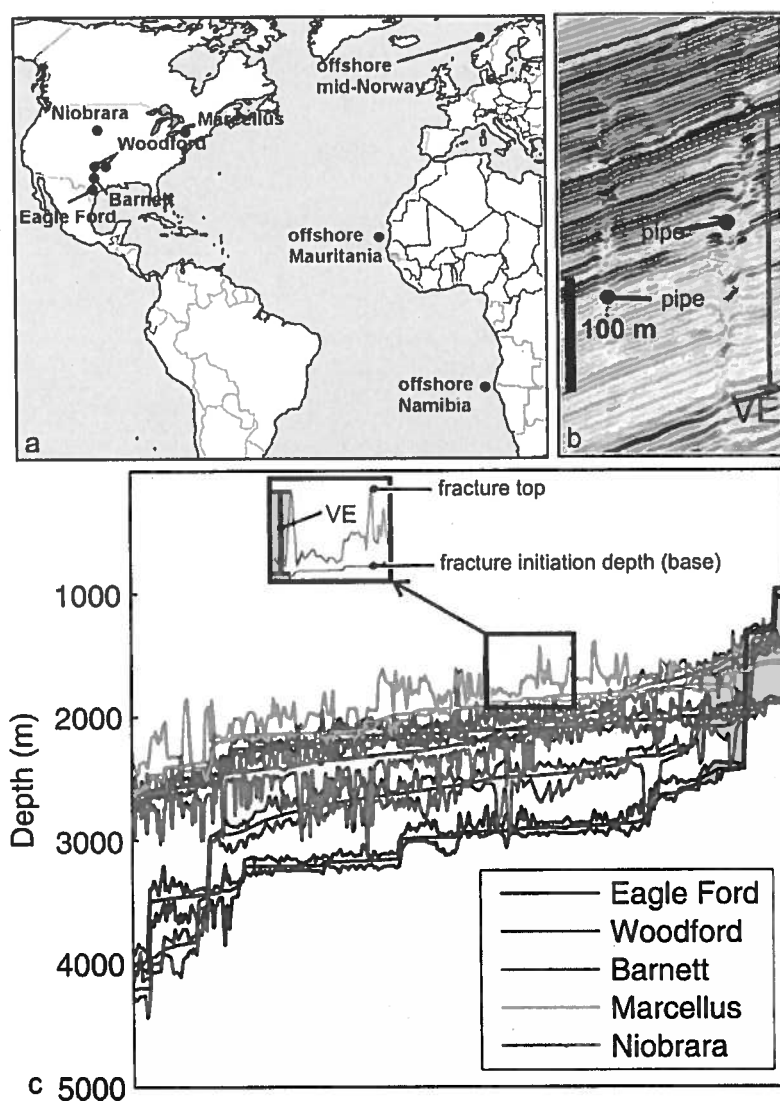 offshore
mid-Norway
Niobrara
Marcellus
Woodford
Barnett
Eagle Ford
offshore
Mauritania
offshore
Namibia
a
pipe
pipe
100 m
VE
b
fracture top
VE
fracture initiation depth (base)
1000
2000
3000
4000
5000
Depth (m)
Eagle Ford
Woodford
Barnett
Marcellus
Niobrara
c